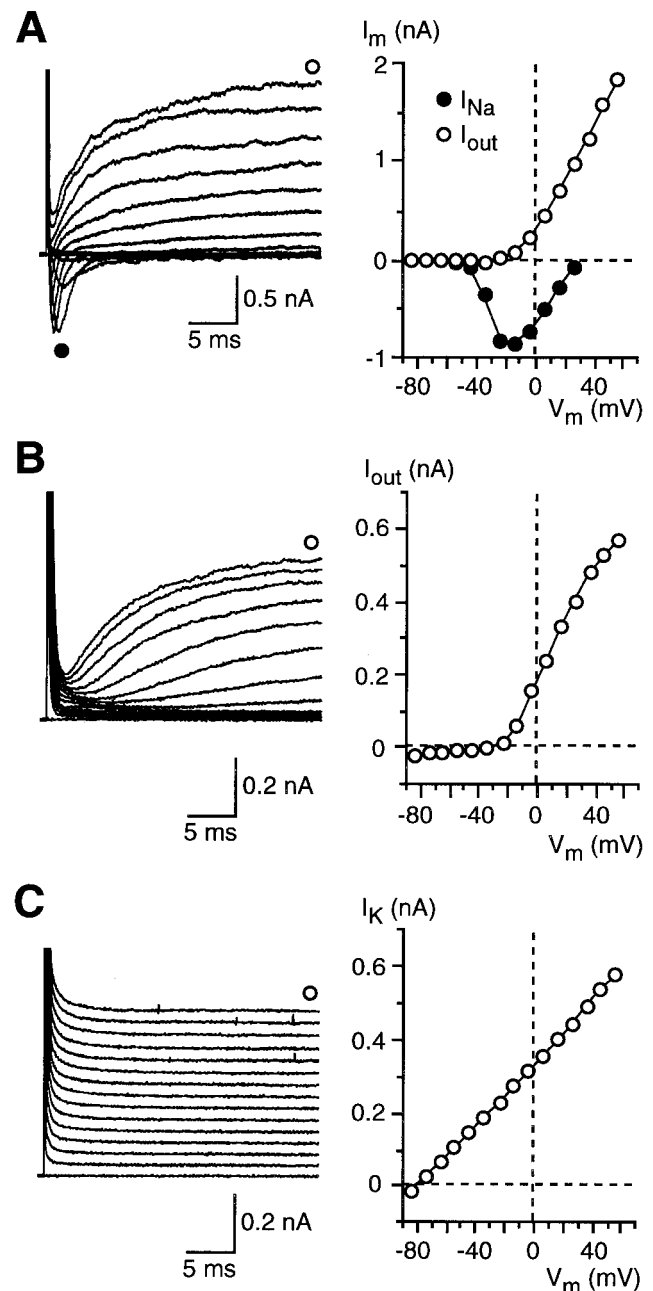 A
I_m (nA)
2
1
0
-1
I_Na
I_out
0.5 nA
5 ms
-80 -40 0 40
V_m (mV)
B
I_out (nA)
0.6
0.4
0.2
0
0.2 nA
5 ms
-80 -40 0 40
V_m (mV)
C
I_K (nA)
0.6
0.4
0.2
0
0.2 nA
5 ms
-80 -40 0 40
V_m (mV)